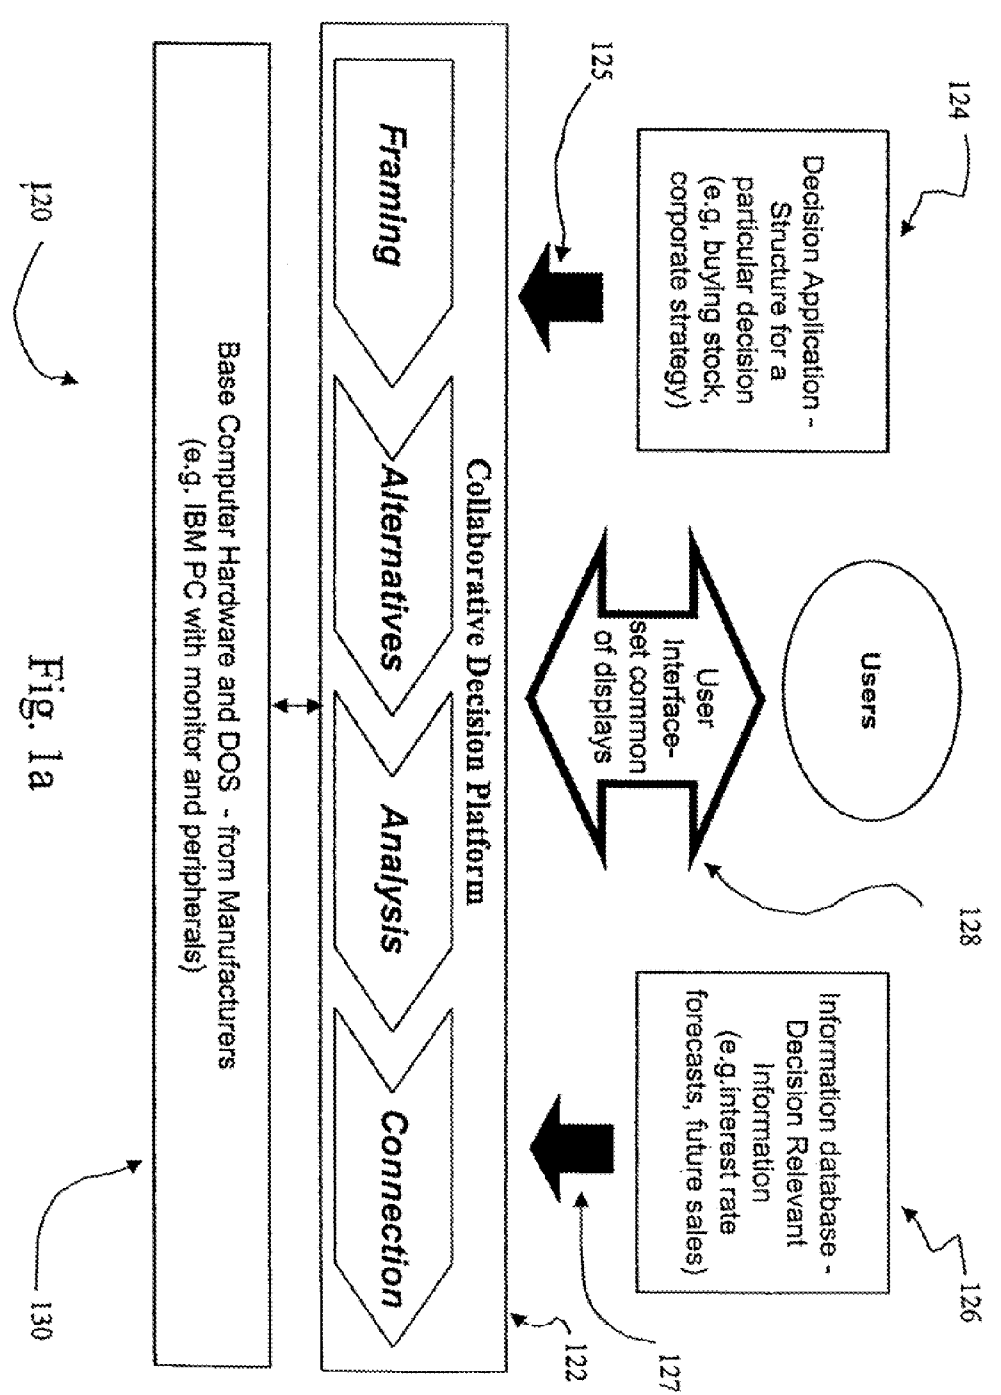 124
Decision Application -
Structure for a
particular decision
(e.g, buying stock,
corporate strategy)
125
Users
128
User
Interface-
set common
of displays
Information database -
Decision Relevant
Information
(e.g.interest rate
forecasts, future sales)
126
127
122
Collaborative Decision Platform
Framing
Alternatives
Analysis
Connection
Base Computer Hardware and DOS - from Manufacturers
(e.g, IBM PC with monitor and peripherals)
120
130
Fig. 1a